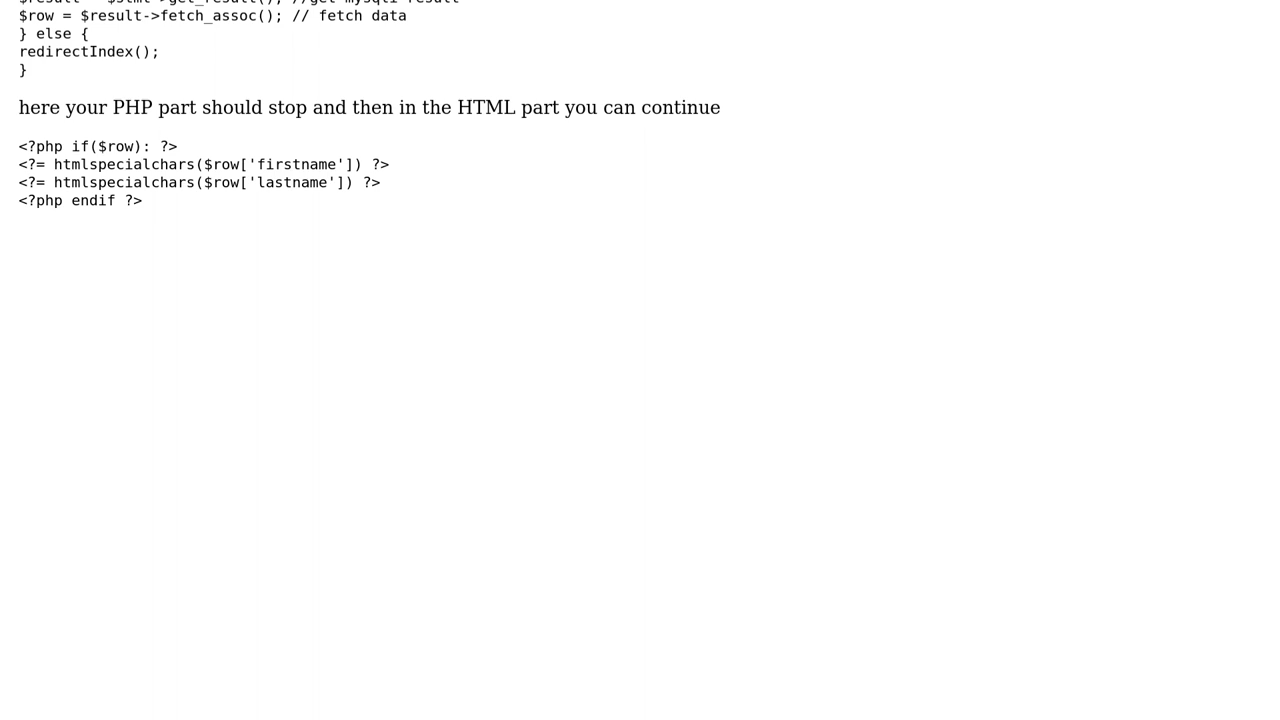 $row = $result->fetch_assoc(); // fetch data
} else {
redirectIndex();
}
here your PHP part should stop and then in the HTML part you can continue
<?php if($row): ?>
<?= htmlspecialchars($row['firstname']) ?>
<?= htmlspecialchars($row['lastname']) ?>
<?php endif ?>